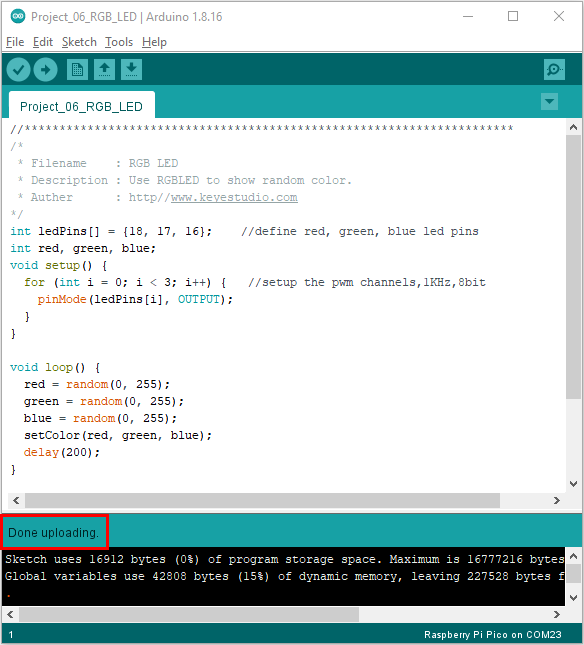 Project_06_RGB_LED | Arduino 1.8.16
File Edit Sketch Tools Help
Project_06_RGB_LED
//**********************************************************************
/*
 * Filename    : RGB LED
 * Description : Use RGBLED to show random color.
 * Auther      : http//www.keyestudio.com
*/
int ledPins[] = {18, 17, 16};    //define red, green, blue led pins
int red, green, blue;
void setup() {
  for (int i = 0; i < 3; i++) {   //setup the pwm channels,1KHz,8bit
    pinMode(ledPins[i], OUTPUT);
  }
}
void loop() {
  red = random(0, 255);
  green = random(0, 255);
  blue = random(0, 255);
  setColor(red, green, blue);
  delay(200);
}
Done uploading.
Sketch uses 16912 bytes (0%) of program storage space. Maximum is 16777216 bytes
Global variables use 42808 bytes (15%) of dynamic memory, leaving 227528 bytes f
.
1
Raspberry Pi Pico on COM23